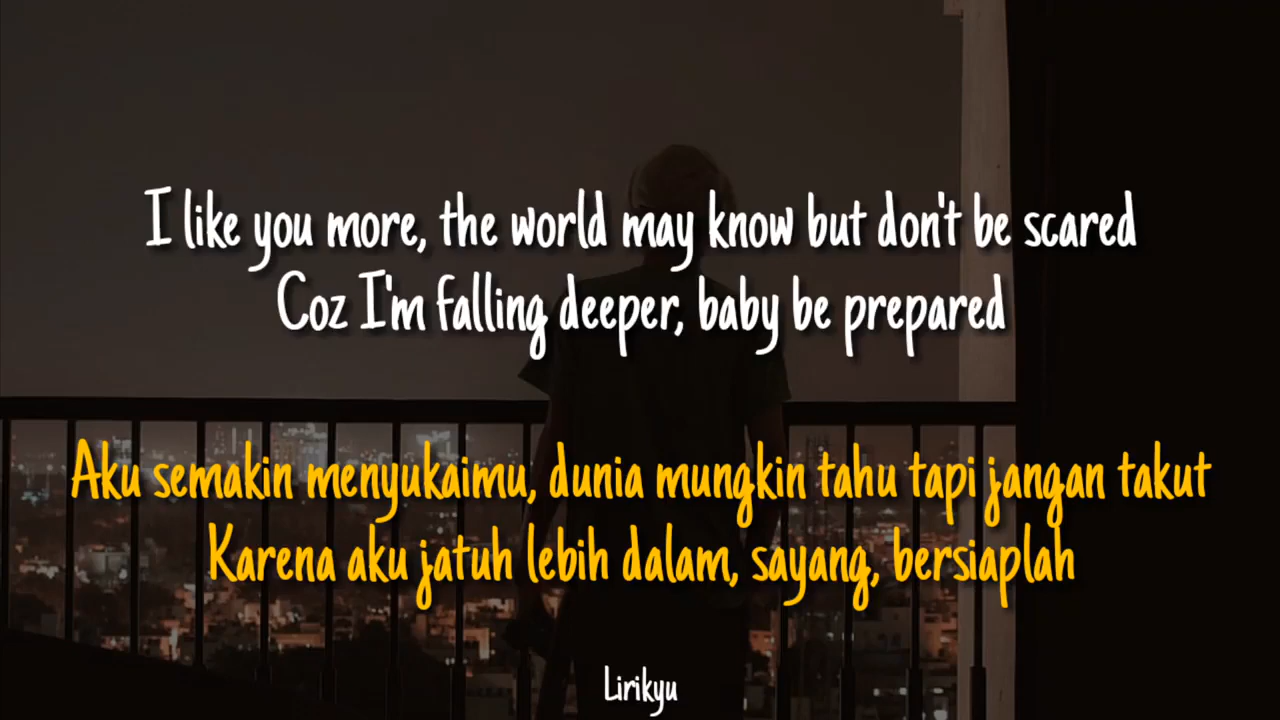 I like you more, the world may know but don't be scared
Coz I'm falling deeper, baby be prepared
Aku semakin menyukaimu, dunia mungkin tahu tapi jangan takut
Karena aku jatuh lebih dalam, sayang, bersiaplah
Lirikyu